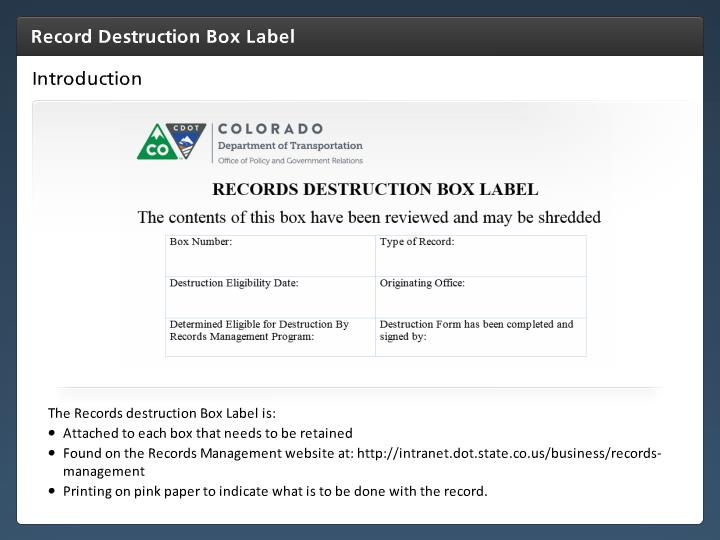 Record Destruction Box Label
Introduction
CDOT
CO
COLORADO
Department of Transportation
Office of Policy and Government Relations
RECORDS DESTRUCTION BOX LABEL
The contents of this box have been reviewed and may be shredded
Box Number:
Type of Record:
Destruction Eligibility Date:
Originating Office:
Determined Eligible for Destruction By
Records Management Program:
Destruction Form has been completed and
signed by:
The Records destruction Box Label is:
• Attached to each box that needs to be retained
• Found on the Records Management website at: http://intranet.dot.state.co.us/business/records-
management
• Printing on pink paper to indicate what is to be done with the record.